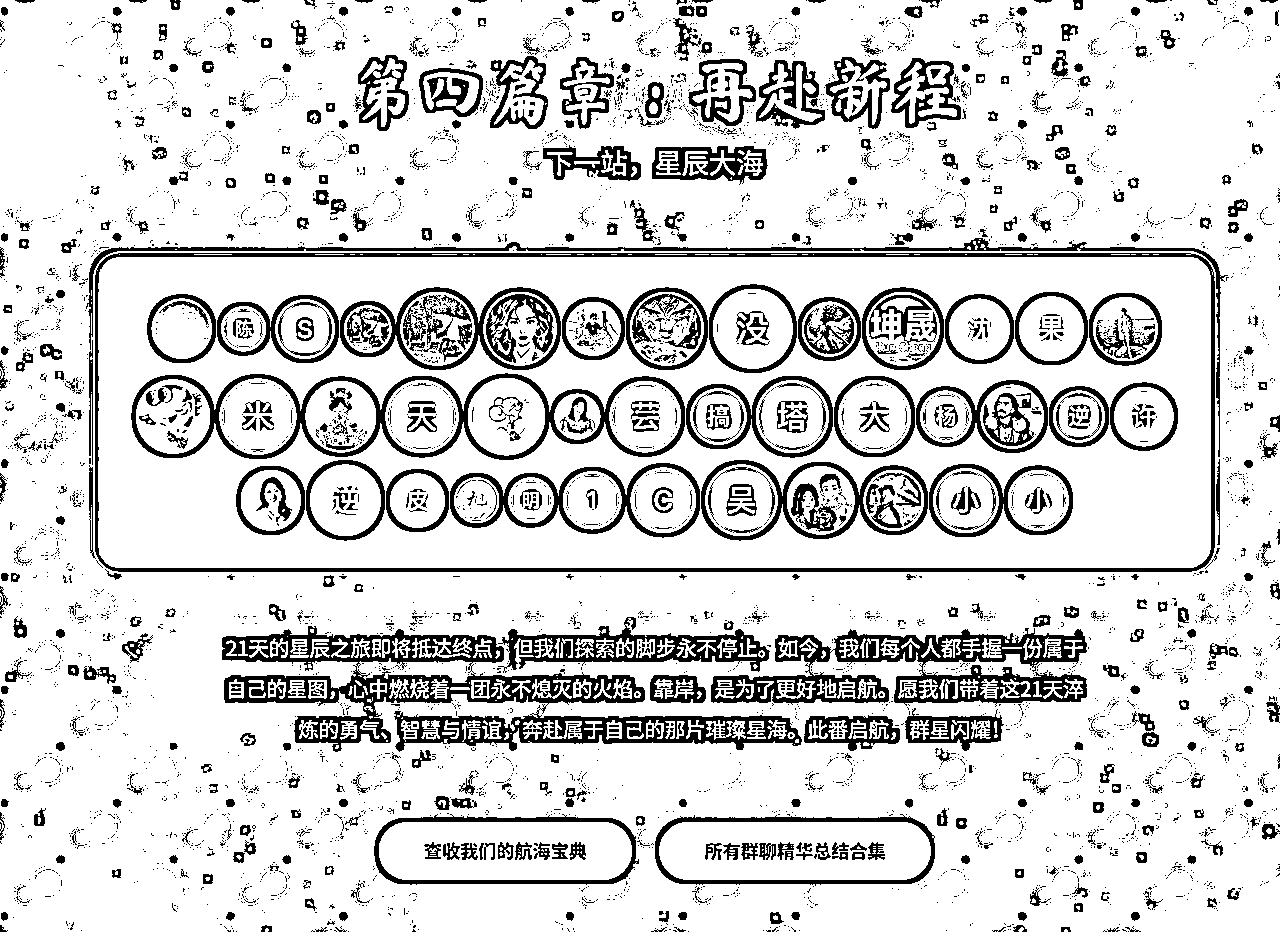 第四篇章：再赴新程
下一站，星辰大海
陈 S 没 坤晟 苏 果
米 天 芸 搞 塔 大 杨 逆 许
逆 皮 九 明 1 C 吴 小 小
21天的星辰之旅即将抵达终点，但我们探索的脚步永不停止。如今，我们每个人都手握一份属于
自己的星图，心中燃烧着一团永不熄灭的火焰。靠岸，是为了更好地启航。愿我们带着这21天淬
炼的勇气、智慧与情谊，奔赴属于自己的那片璀璨星海。此番启航，群星闪耀！
查收我们的航海宝典 所有群聊精华总结合集